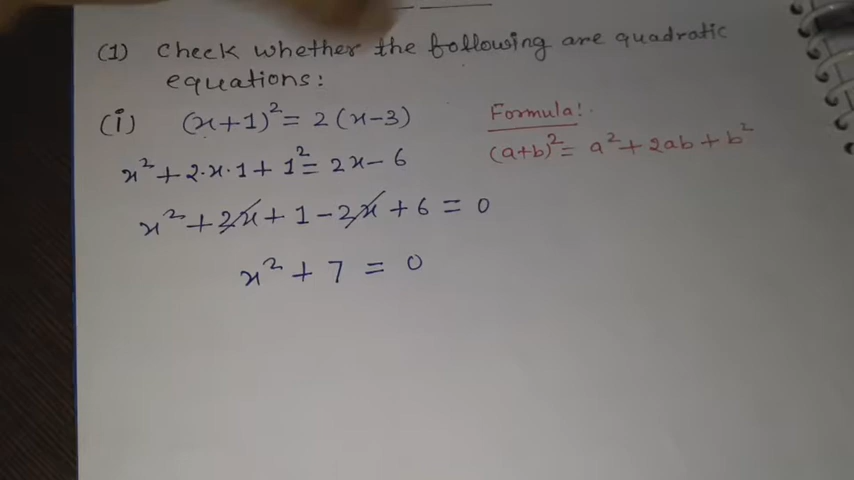 (1) Check whether the following are quadratic
equations:
(i) (x+1)² = 2(x-3)
Formula:
(a+b)² = a² + 2ab + b²
x² + 2·x·1 + 1² = 2x - 6
x² + 2x + 1 - 2x + 6 = 0
x² + 7 = 0